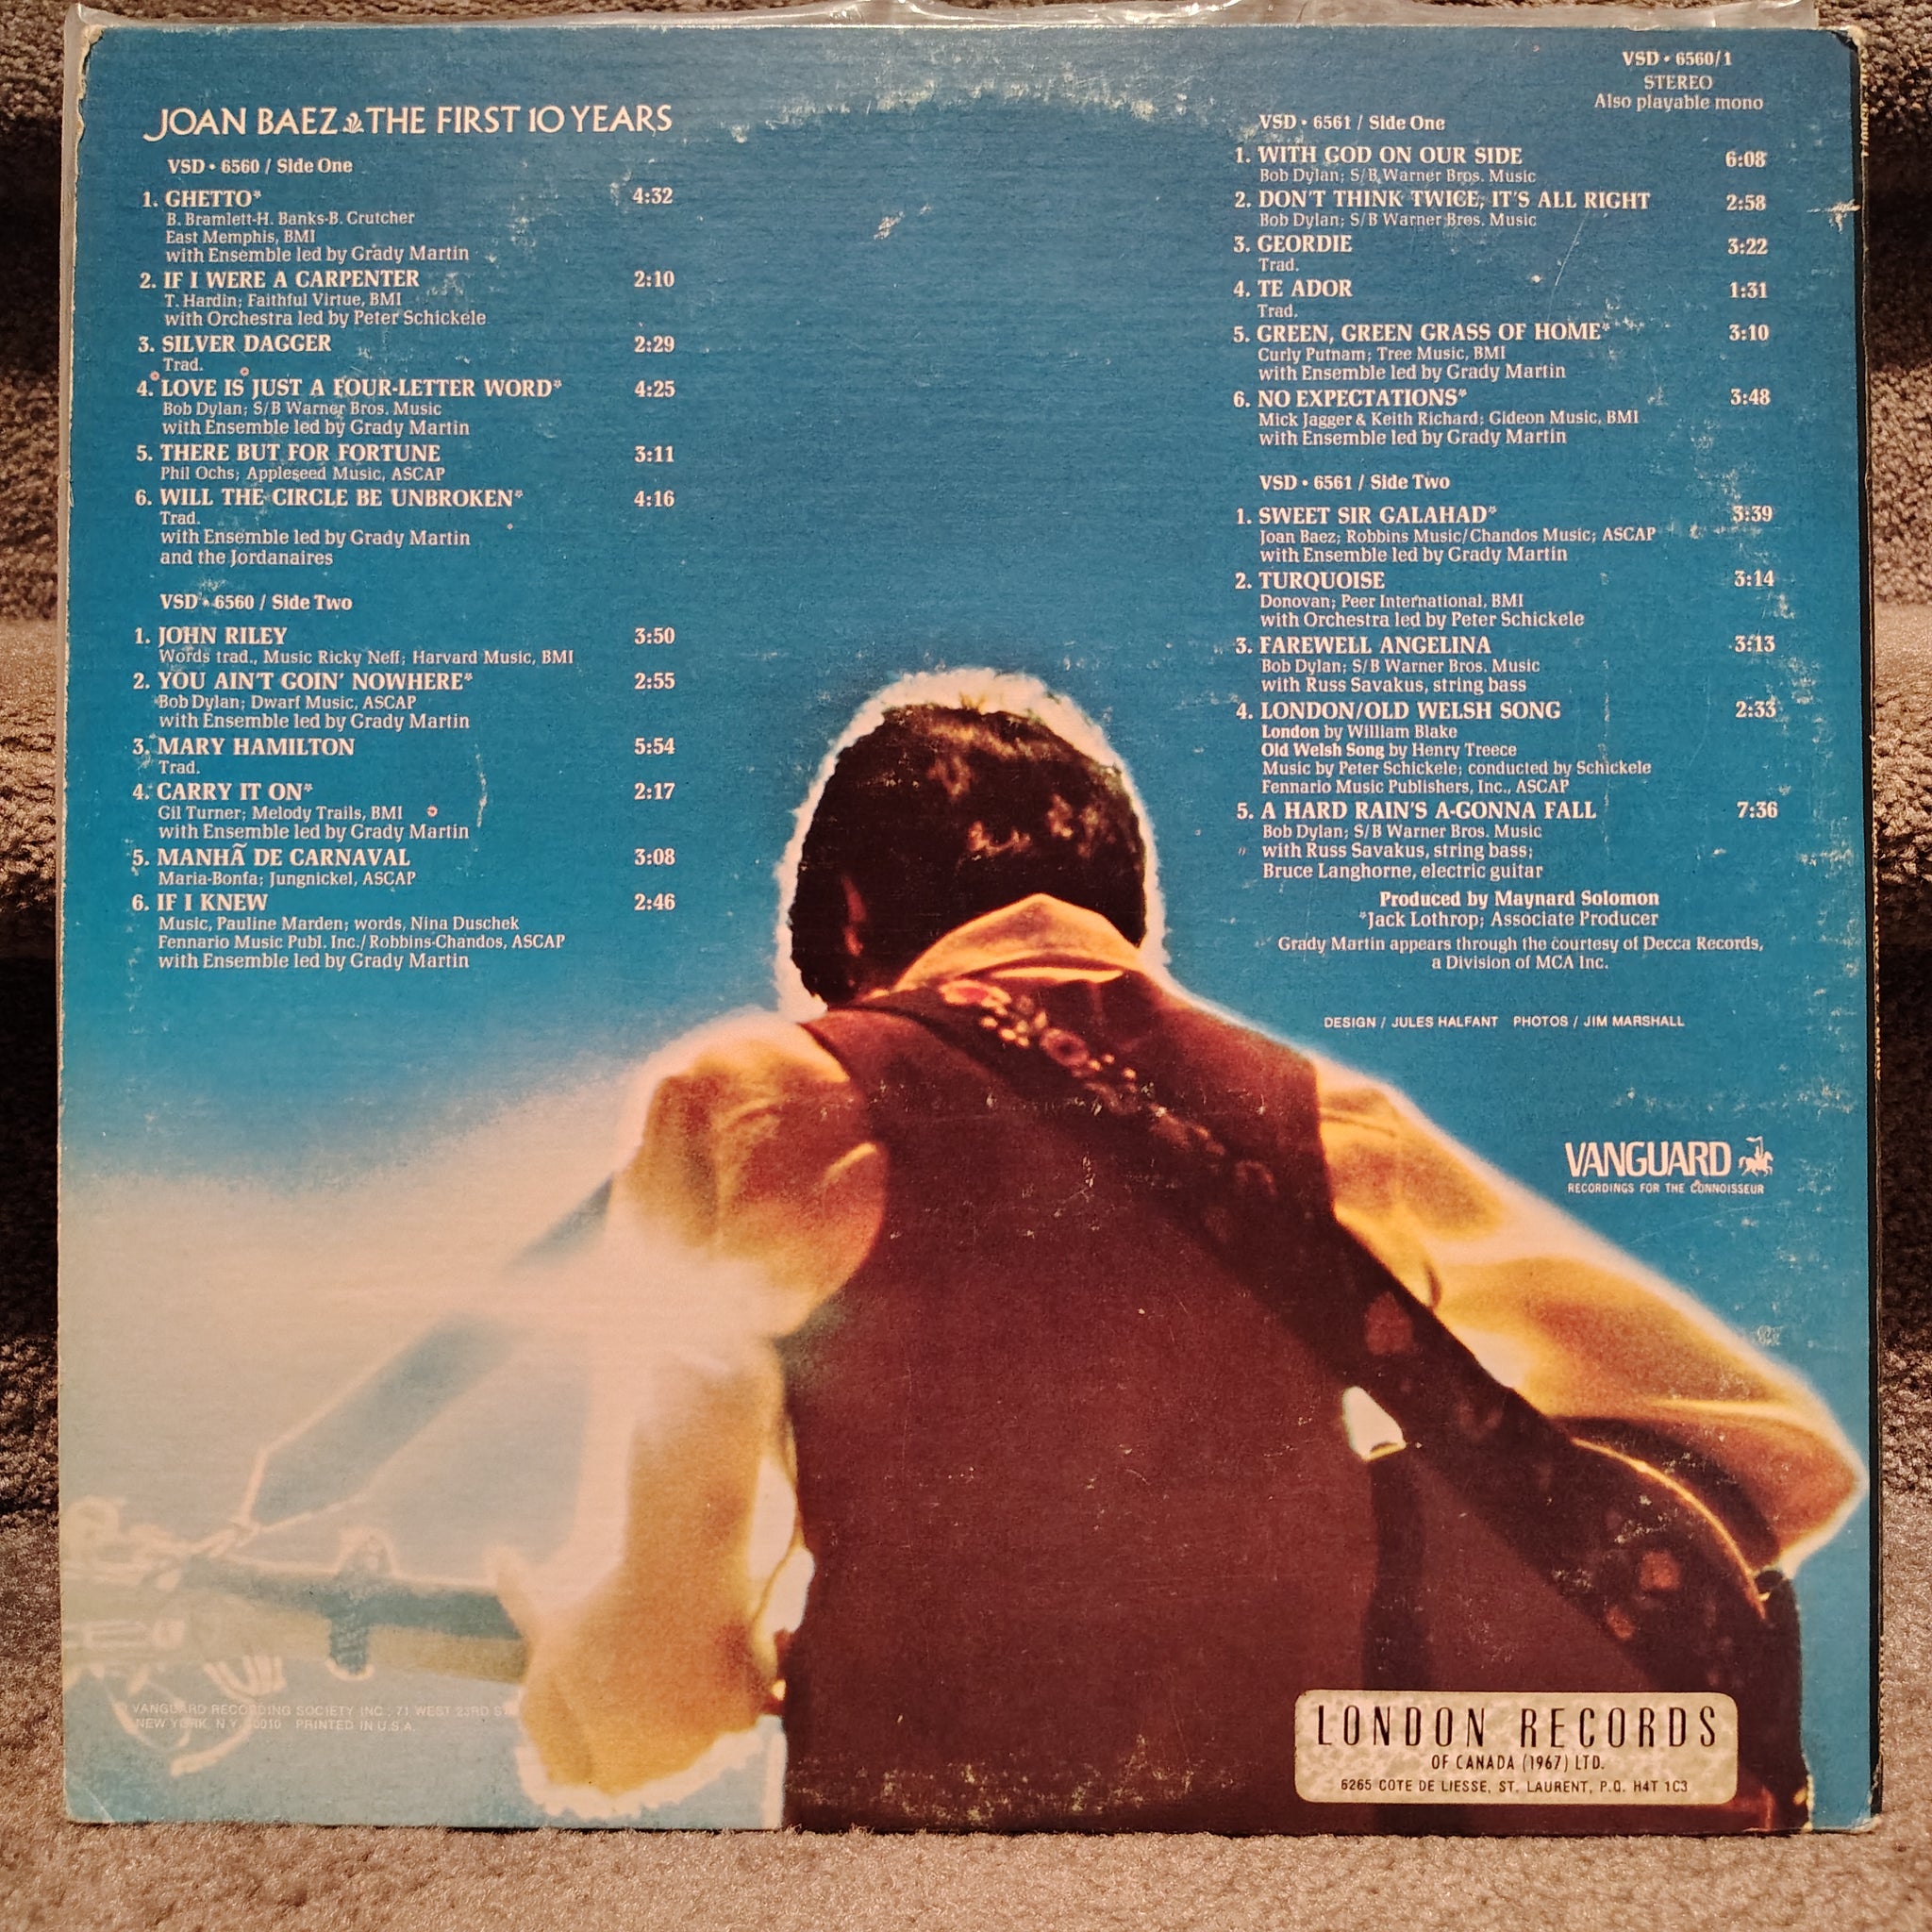 JOAN BAEZ THE FIRST 10 YEARS
VSD • 6560 / Side One
1. GHETTO* 4:32
B. Bramlett-H. Banks-B. Crutcher
East Memphis, BMI
with Ensemble led by Grady Martin
2. IF I WERE A CARPENTER 2:10
T. Hardin; Faithful Virtue, BMI
with Orchestra led by Peter Schickele
3. SILVER DAGGER 2:29
Trad.
4. LOVE IS JUST A FOUR-LETTER WORD* 4:25
Bob Dylan; S/B Warner Bros. Music
with Ensemble led by Grady Martin
5. THERE BUT FOR FORTUNE 3:11
Phil Ochs; Appleseed Music, ASCAP
6. WILL THE CIRCLE BE UNBROKEN* 4:16
Trad.
with Ensemble led by Grady Martin
and the Jordanaires
VSD • 6560 / Side Two
1. JOHN RILEY 3:50
Words trad., Music Ricky Neff; Harvard Music, BMI
2. YOU AIN'T GOIN' NOWHERE* 2:55
Bob Dylan; Dwarf Music, ASCAP
with Ensemble led by Grady Martin
3. MARY HAMILTON 5:54
Trad.
4. CARRY IT ON* 2:17
Gil Turner; Melody Trails, BMI
with Ensemble led by Grady Martin
5. MANHÃ DE CARNAVAL 3:08
Maria-Bonfa; Jungnickel, ASCAP
6. IF I KNEW 2:46
Music, Pauline Marden; words, Nina Duschek
Fennario Music Publ. Inc./Robbins-Chandos, ASCAP
with Ensemble led by Grady Martin
VSD • 6560/1
STEREO
Also playable mono
VSD • 6561 / Side One
1. WITH GOD ON OUR SIDE 6:08
Bob Dylan; S/B Warner Bros. Music
2. DON'T THINK TWICE, IT'S ALL RIGHT 2:58
Bob Dylan; S/B Warner Bros. Music
3. GEORDIE 3:22
Trad.
4. TE ADOR 1:31
Trad.
5. GREEN, GREEN GRASS OF HOME* 3:10
Curly Putnam; Tree Music, BMI
with Ensemble led by Grady Martin
6. NO EXPECTATIONS* 3:48
Mick Jagger & Keith Richard; Gideon Music, BMI
with Ensemble led by Grady Martin
VSD • 6561 / Side Two
1. SWEET SIR GALAHAD* 3:39
Joan Baez; Robbins Music/Chandos Music; ASCAP
with Ensemble led by Grady Martin
2. TURQUOISE 3:14
Donovan; Peer International, BMI
with Orchestra led by Peter Schickele
3. FAREWELL ANGELINA 3:13
Bob Dylan; S/B Warner Bros. Music
with Russ Savakus, string bass
4. LONDON/OLD WELSH SONG 2:33
London by William Blake
Old Welsh Song by Henry Treece
Music by Peter Schickele; conducted by Schickele
Fennario Music Publishers, Inc., ASCAP
5. A HARD RAIN'S A-GONNA FALL 7:36
Bob Dylan; S/B Warner Bros. Music
with Russ Savakus, string bass;
Bruce Langhorne, electric guitar
Produced by Maynard Solomon
*Jack Lothrop; Associate Producer
Grady Martin appears through the courtesy of Decca Records,
a Division of MCA Inc.
DESIGN / JULES HALFANT PHOTOS / JIM MARSHALL
VANGUARD
RECORDINGS FOR THE CONNOISSEUR
VANGUARD RECORDING SOCIETY INC., 71 WEST 23RD
NEW YORK, N.Y. PRINTED IN U.S.A.
LONDON RECORDS
OF CANADA (1967) LTD.
6265 COTE DE LIESSE, ST. LAURENT, P.Q. H4T 1C3